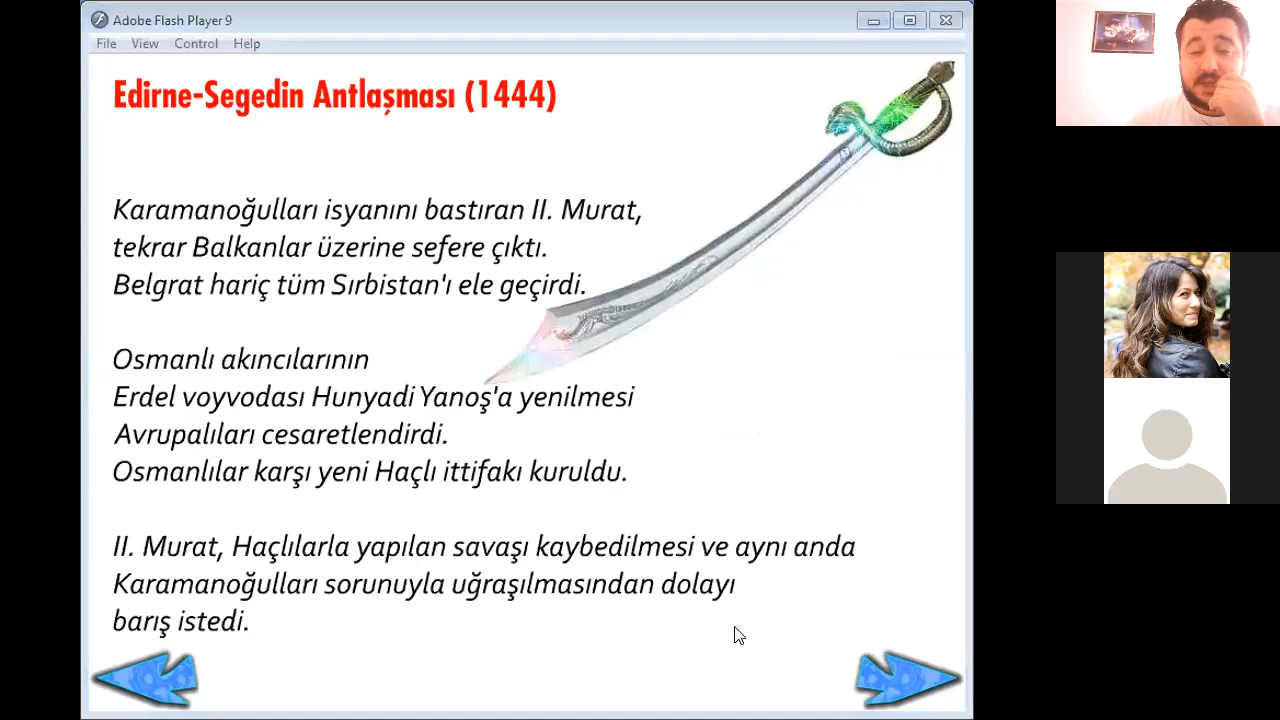 Adobe Flash Player 9
File View Control Help
Edirne-Segedin Antlaşması (1444)
Karamanoğulları isyanını bastıran II. Murat,
tekrar Balkanlar üzerine sefere çıktı.
Belgrat hariç tüm Sırbistan'ı ele geçirdi.
Osmanlı akıncılarının
Erdel voyvodası Hunyadi Yanoş'a yenilmesi
Avrupalıları cesaretlendirdi.
Osmanlılar karşı yeni Haçlı ittifakı kuruldu.
II. Murat, Haçlılarla yapılan savaşı kaybedilmesi ve aynı anda
Karamanoğulları sorunuyla uğraşılmasından dolayı
barış istedi.